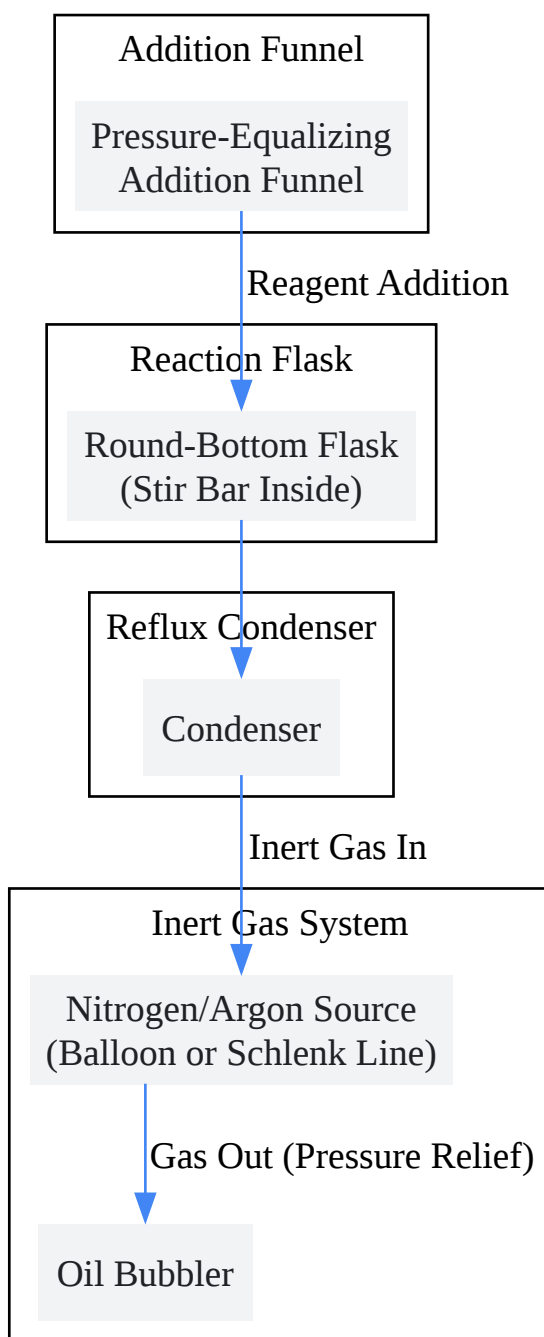 Addition Funnel
Pressure-Equalizing
Addition Funnel
Reagent Addition
Reaction Flask
Round-Bottom Flask
(Stir Bar Inside)
Reflux Condenser
Condenser
Inert Gas In
Inert Gas System
Nitrogen/Argon Source
(Balloon or Schlenk Line)
Gas Out (Pressure Relief)
Oil Bubbler